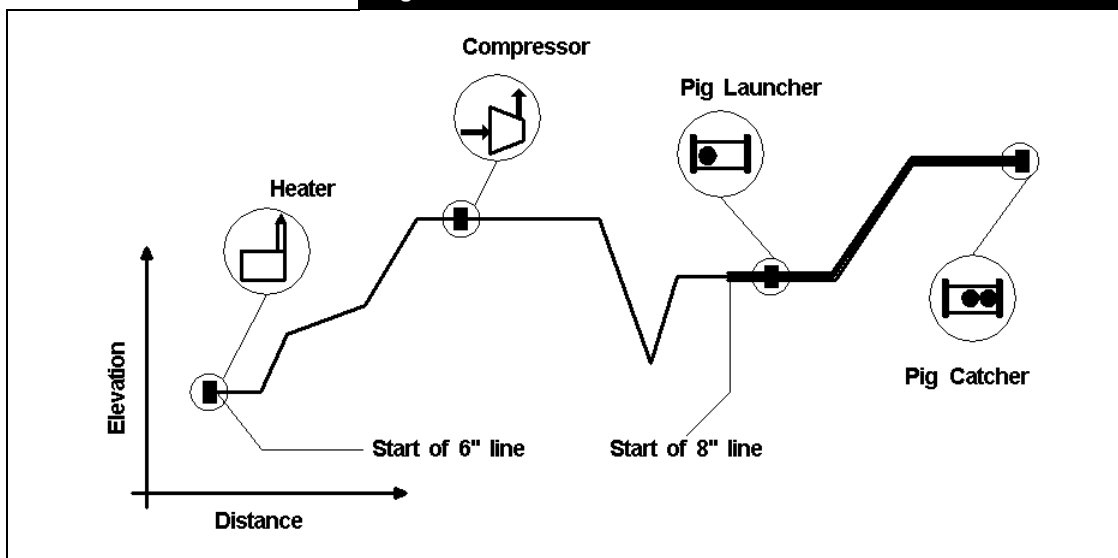 Compressor
Pig Launcher
Heater
Elevation
Pig Catcher
Start of 6" line
Start of 8" line
Distance